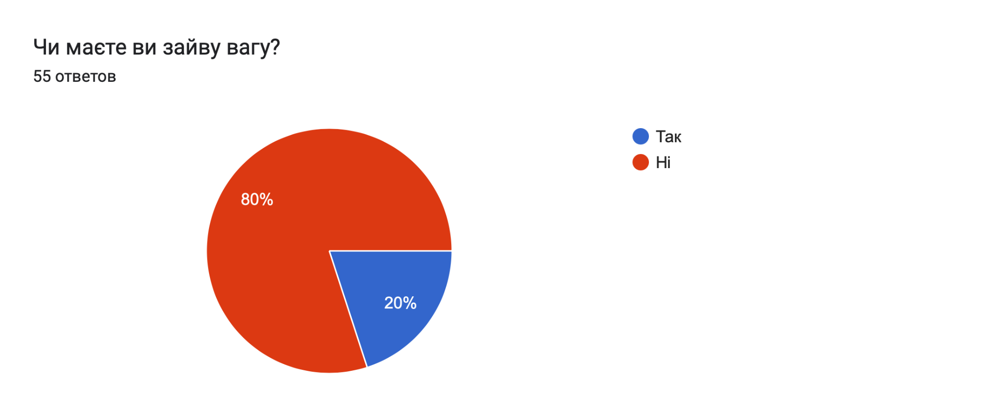 Чи маєте ви зайву вагу?
55 ответов
Так
Ні
80%
20%